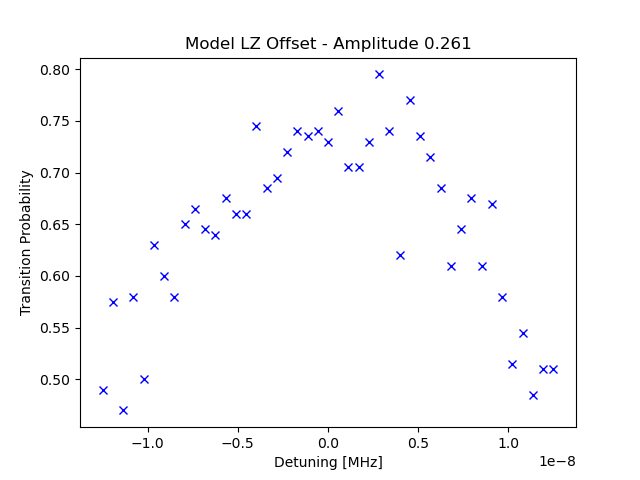 Model LZ Offset - Amplitude 0.261
0.80
0.75
0.70
0.65
0.60
0.55
0.50
Transition Probability
−1.0 −0.5 0.0 0.5 1.0
1e−8
Detuning [MHz]